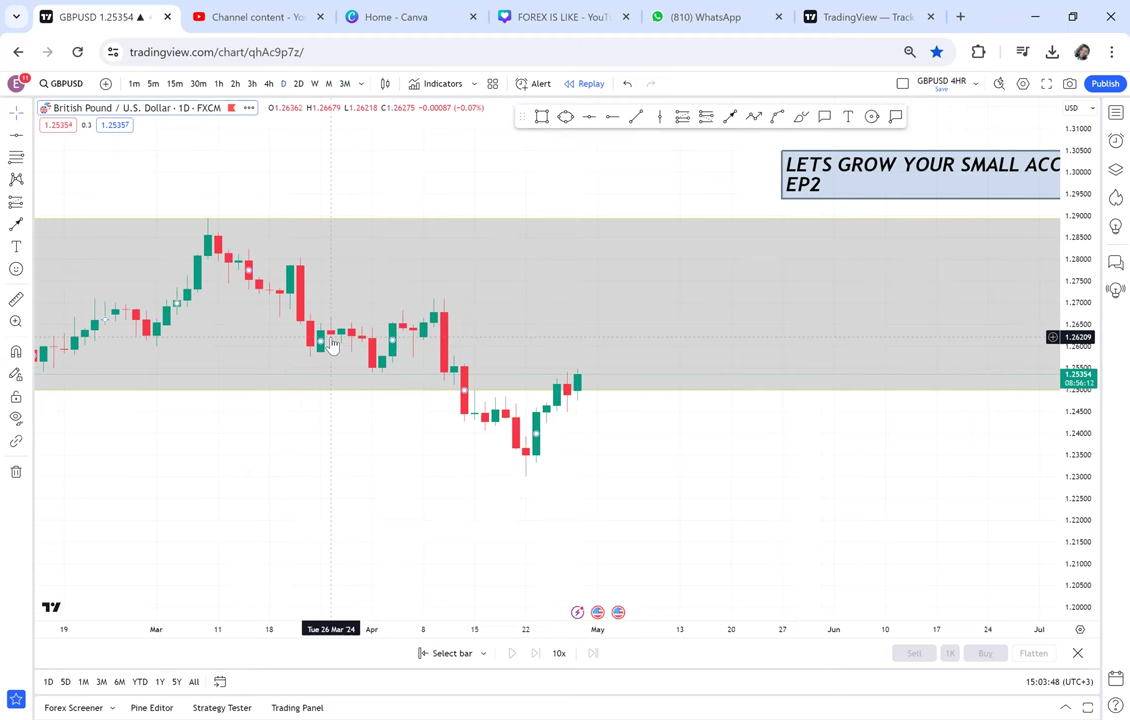 GBPUSD 1.25354 ▲
Channel content - Yo
Home - Canva
FOREX IS LIKE - YouTu
(810) WhatsApp
TradingView — Track
tradingview.com/chart/qhAc9p7z/
E
11
GBPUSD
1m 5m 15m 30m 1h 2h 3h 4h D 2D W M 3M
Indicators
Alert
Replay
GBPUSD 4HR
Save
Publish
British Pound / U.S. Dollar · 1D · FXCM
O1.26362 H1.26679 L1.26218 C1.26275 -0.00087 (-0.07%)
1.25354 0.3 1.25357
USD
LETS GROW YOUR SMALL ACC
EP2
1.31000
1.30500
1.30000
1.29500
1.29000
1.28500
1.28000
1.27500
1.27000
1.26500
1.26209
1.26000
1.25354
08:56:12
1.24500
1.24000
1.23500
1.23000
1.22500
1.22000
1.21500
1.21000
1.20500
1.20000
19 Mar 11 18 Tue 26 Mar '24 Apr 8 15 22 May 13 20 27 Jun 10 17 24 Jul
Select bar
10x
Sell 1K Buy Flatten
1D 5D 1M 3M 6M YTD 1Y 5Y All
15:03:48 (UTC+3)
Forex Screener Pine Editor Strategy Tester Trading Panel